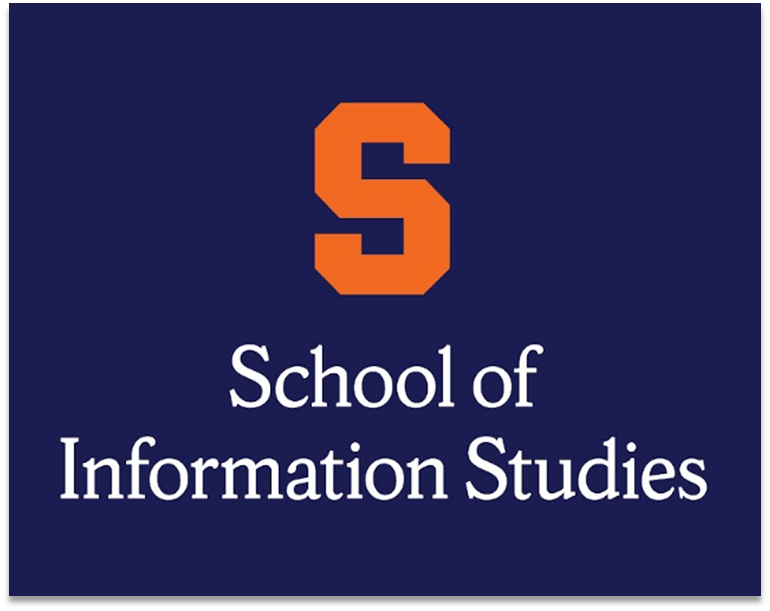 S
School of
Information Studies